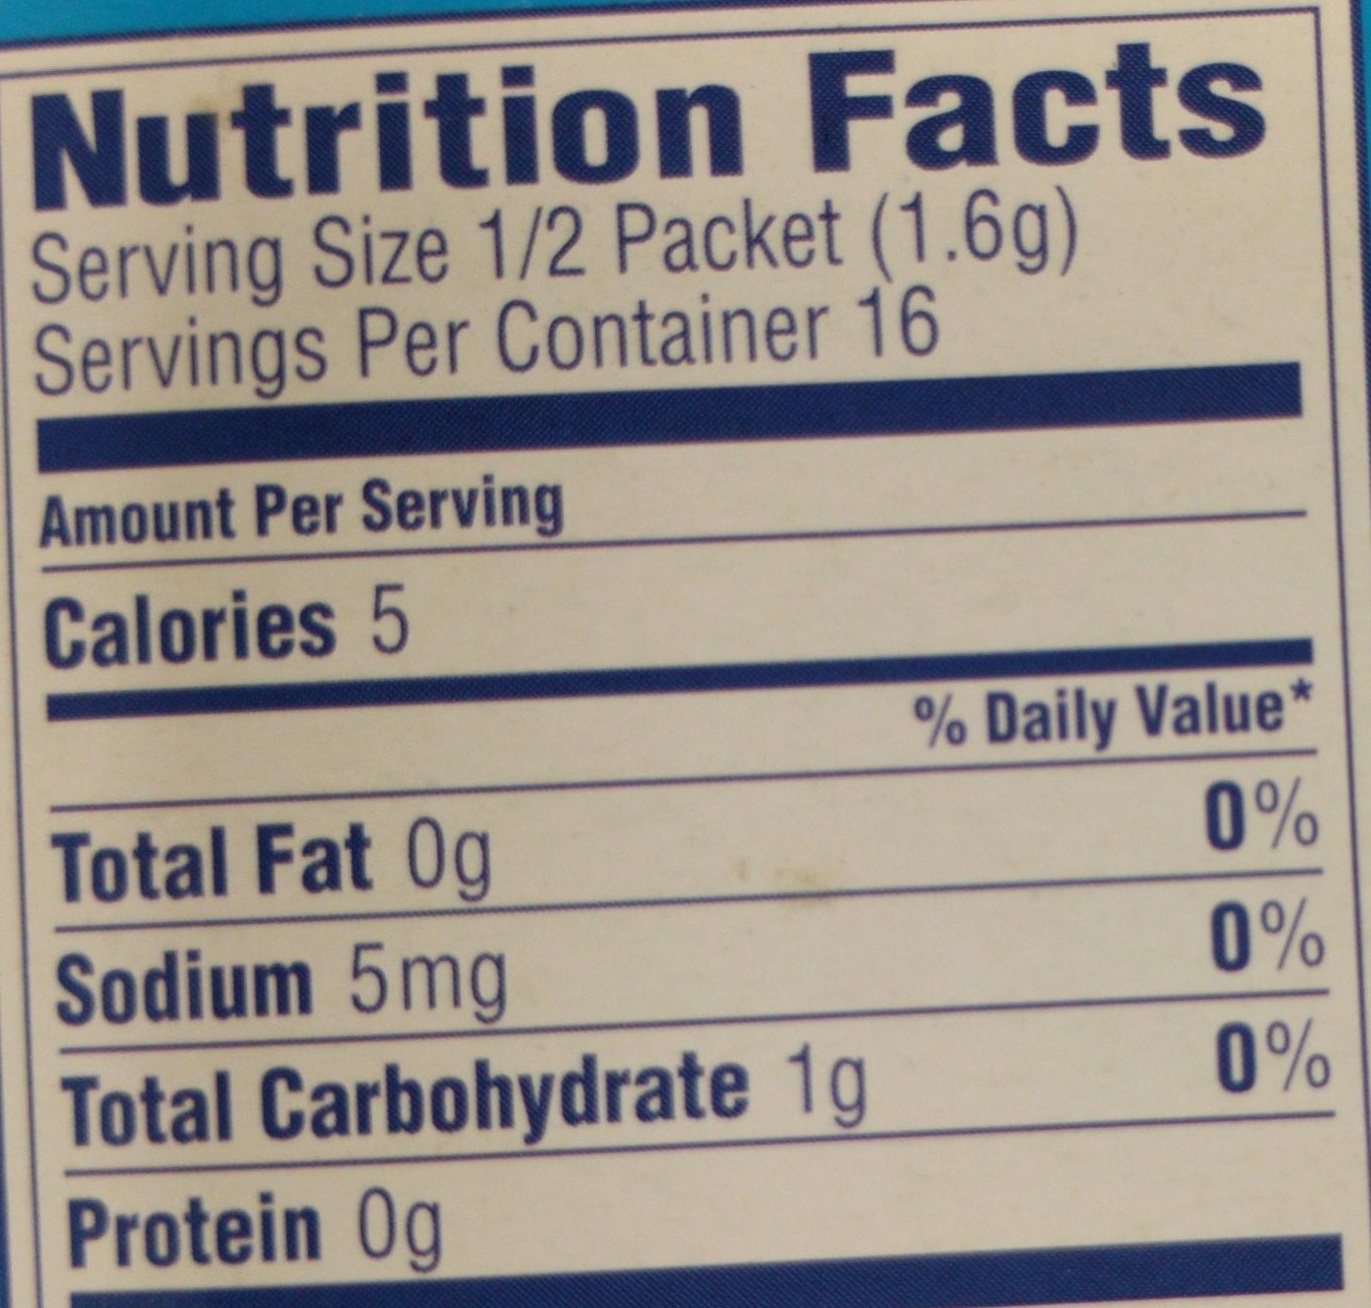 Nutrition Facts
Serving Size 1/2 Packet (1.6g)
Servings Per Container 16
Amount Per Serving
Calories 5
% Daily Value*
Total Fat 0g 0%
Sodium 5mg 0%
Total Carbohydrate 1g 0%
Protein 0g